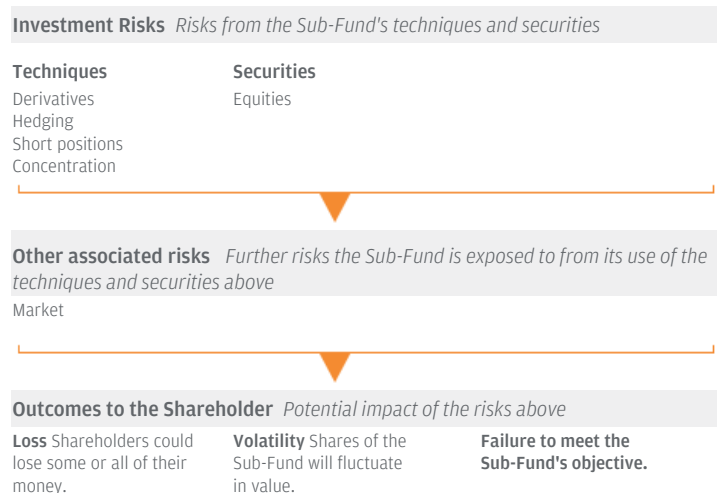 Investment Risks Risks from the Sub-Fund's techniques and securities
Techniques
Derivatives
Hedging
Short positions
Concentration
Securities
Equities
Other associated risks Further risks the Sub-Fund is exposed to from its use of the
techniques and securities above
Market
Outcomes to the Shareholder Potential impact of the risks above
Loss Shareholders could
lose some or all of their
money.
Volatility Shares of the
Sub-Fund will fluctuate
in value.
Failure to meet the
Sub-Fund's objective.